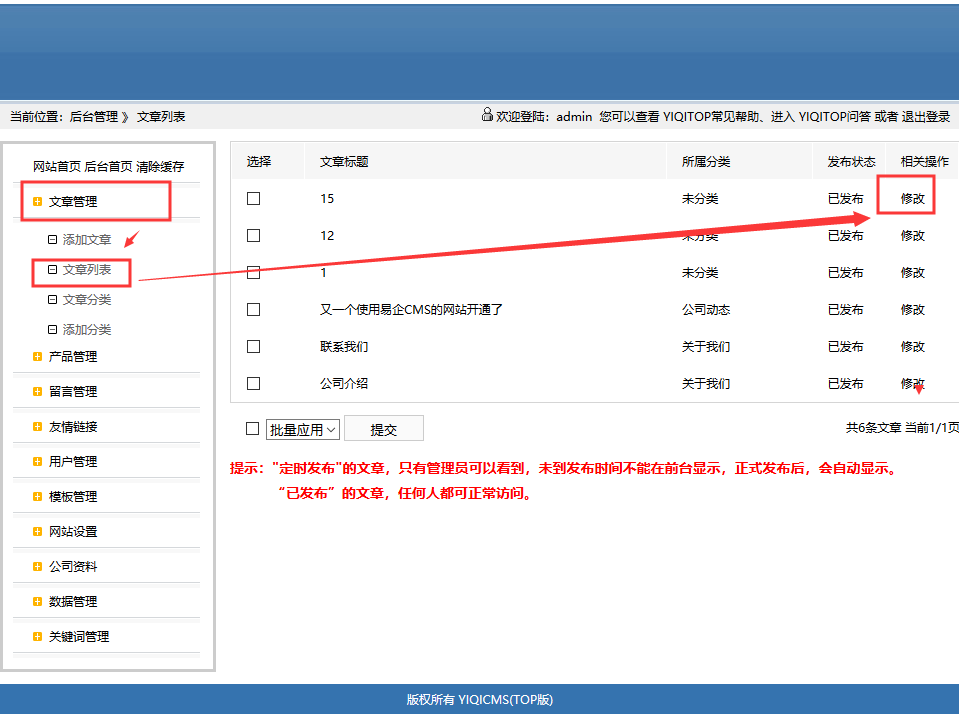 当前位置：后台管理 》 文章列表
欢迎登陆：admin 您可以查看 YIQITOP常见帮助、进入 YIQITOP问答 或者 退出登录
网站首页 后台首页 清除缓存
文章管理
添加文章
文章列表
文章分类
添加分类
产品管理
留言管理
友情链接
用户管理
模板管理
网站设置
公司资料
数据管理
关键词管理
选择 文章标题 所属分类 发布状态 相关操作
15 未分类 已发布 修改
12 未分类 已发布 修改
1 未分类 已发布 修改
又一个使用易企CMS的网站开通了 公司动态 已发布 修改
联系我们 关于我们 已发布 修改
公司介绍 关于我们 已发布 修改
批量应用 提交 共6条文章 当前1/1页
提示："定时发布"的文章，只有管理员可以看到，未到发布时间不能在前台显示，正式发布后，会自动显示。
“已发布”的文章，任何人都可正常访问。
版权所有 YIQICMS(TOP版)